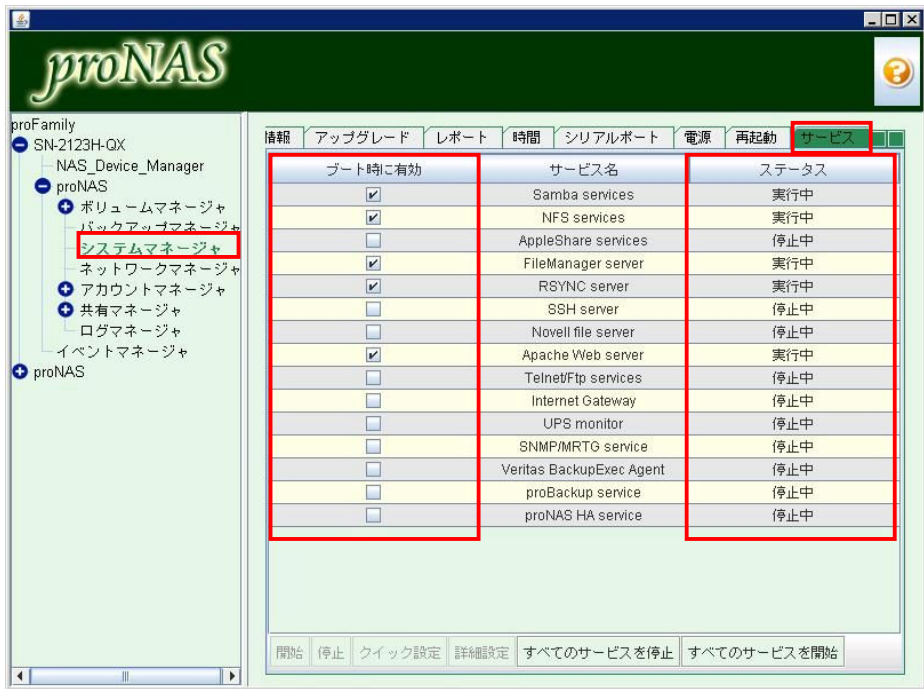 proNAS
proFamily
SN-2123H-QX
NAS_Device_Manager
proNAS
ボリュームマネージャ
バックアップマネージャ
システムマネージャ
ネットワークマネージャ
アカウントマネージャ
共有マネージャ
ログマネージャ
イベントマネージャ
proNAS
情報 アップグレード レポート 時間 シリアルポート 電源 再起動 サービス
ブート時に有効 サービス名 ステータス
Samba services 実行中
NFS services 実行中
AppleShare services 停止中
FileManager server 実行中
RSYNC server 実行中
SSH server 停止中
Novell file server 停止中
Apache Web server 実行中
Telnet/Ftp services 停止中
Internet Gateway 停止中
UPS monitor 停止中
SNMP/MRTG service 停止中
Veritas BackupExec Agent 停止中
proBackup service 停止中
proNAS HA service 停止中
開始 停止 クイック設定 詳細設定 すべてのサービスを停止 すべてのサービスを開始